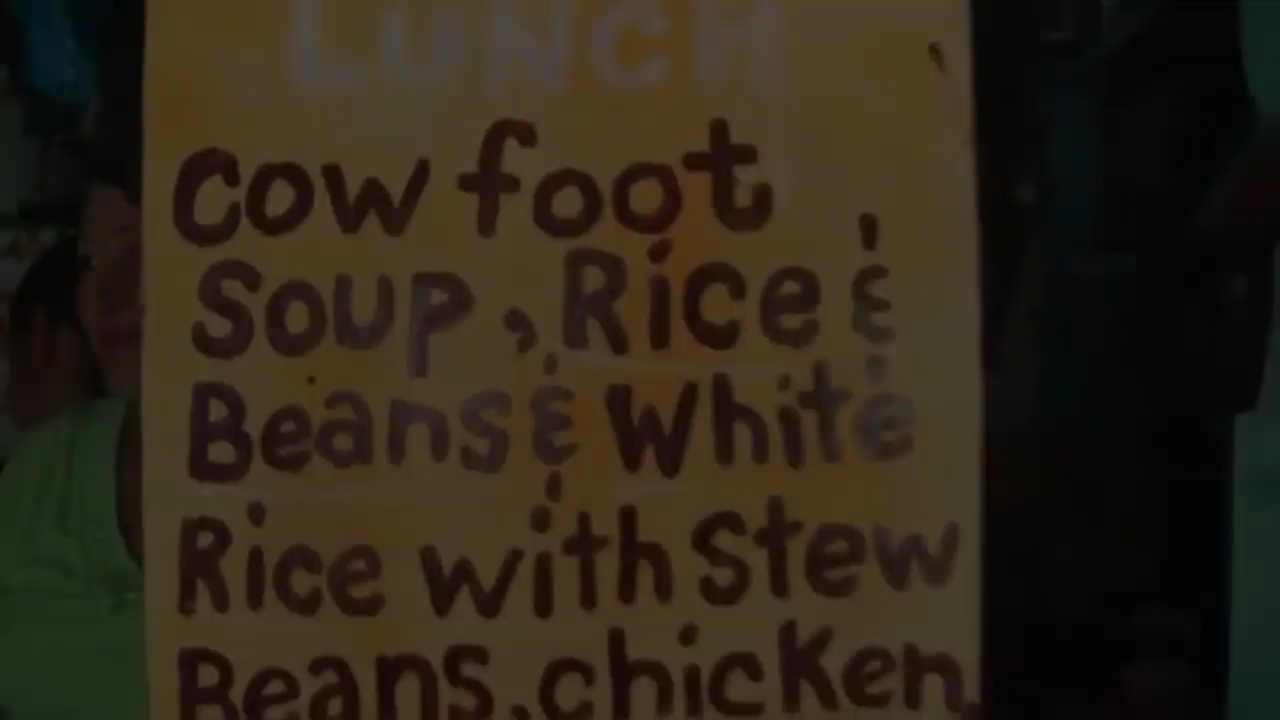 LUNCH
Cow foot
Soup, Rice &
Beans & White
Rice with Stew
Beans, chicken,